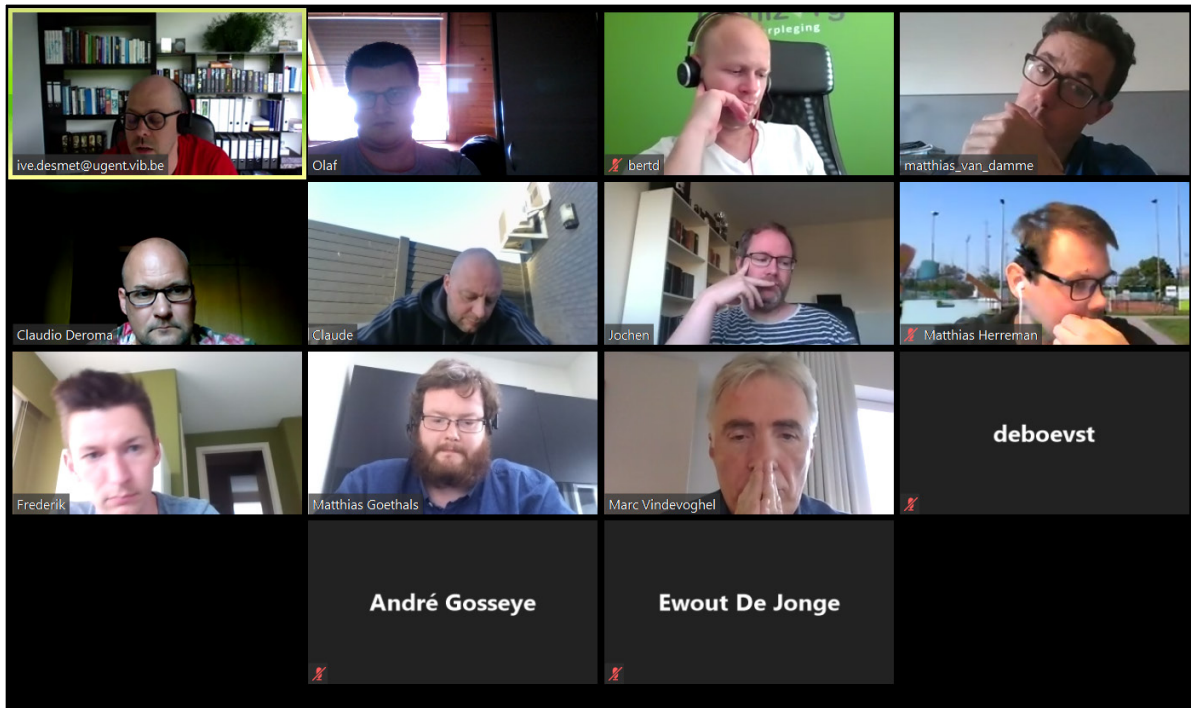 rpleging
ive.desmet@ugent.vib.be
Olaf
bertd
matthias_van_damme
Claudio Deroma
Claude
Jochen
Matthias Herreman
Frederik
Matthias Goethals
Marc Vindevoghel
deboevst
André Gosseye
Ewout De Jonge